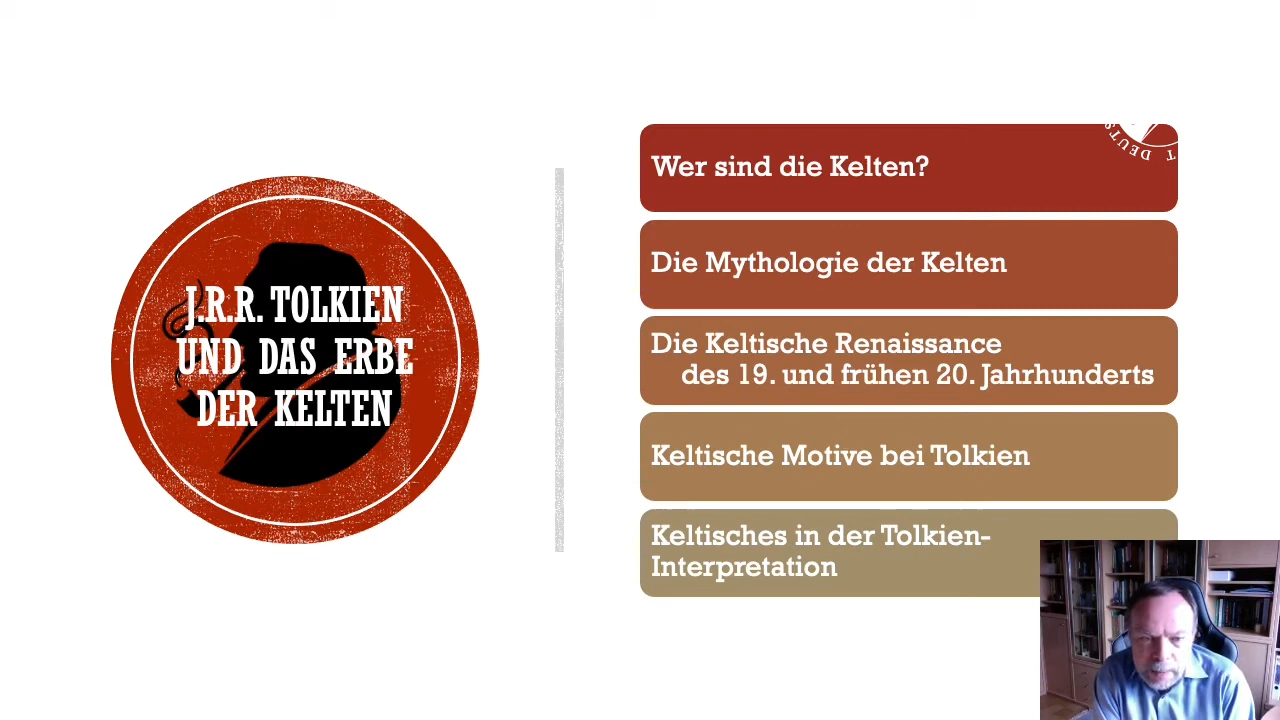 J.R.R. TOLKIEN
UND DAS ERBE
DER KELTEN
Wer sind die Kelten?
Die Mythologie der Kelten
Die Keltische Renaissance
des 19. und frühen 20. Jahrhunderts
Keltische Motive bei Tolkien
Keltisches in der Tolkien-
Interpretation